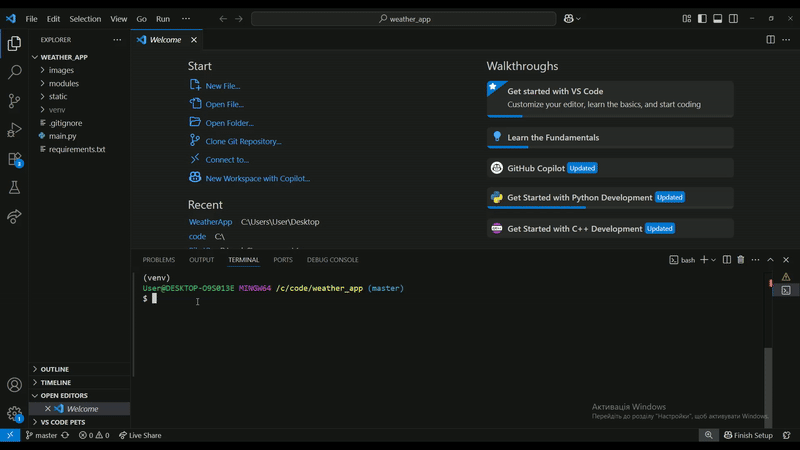 File Edit Selection View Go Run ... weather_app
EXPLORER ...
WEATHER_APP
images
modules
static
venv
.gitignore
main.py
requirements.txt
OUTLINE
TIMELINE
OPEN EDITORS
Welcome
VS CODE PETS
Welcome
Start
New File...
Open File...
Open Folder...
Clone Git Repository...
Connect to...
New Workspace with Copilot...
Recent
WeatherApp C:\Users\User\Desktop
code C:\
Walkthroughs
Get started with VS Code
Customize your editor, learn the basics, and start coding
Learn the Fundamentals
GitHub Copilot Updated
Get Started with Python Development Updated
Get Started with C++ Development Updated
PROBLEMS OUTPUT TERMINAL PORTS DEBUG CONSOLE bash
(venv)
User@DESKTOP-O9S013E MINGW64 /c/code/weather_app (master)
$
Активація Windows
Перейдіть до розділу "Настройки", щоб активувати Windows.
3
1
master 0 0 Live Share Finish Setup